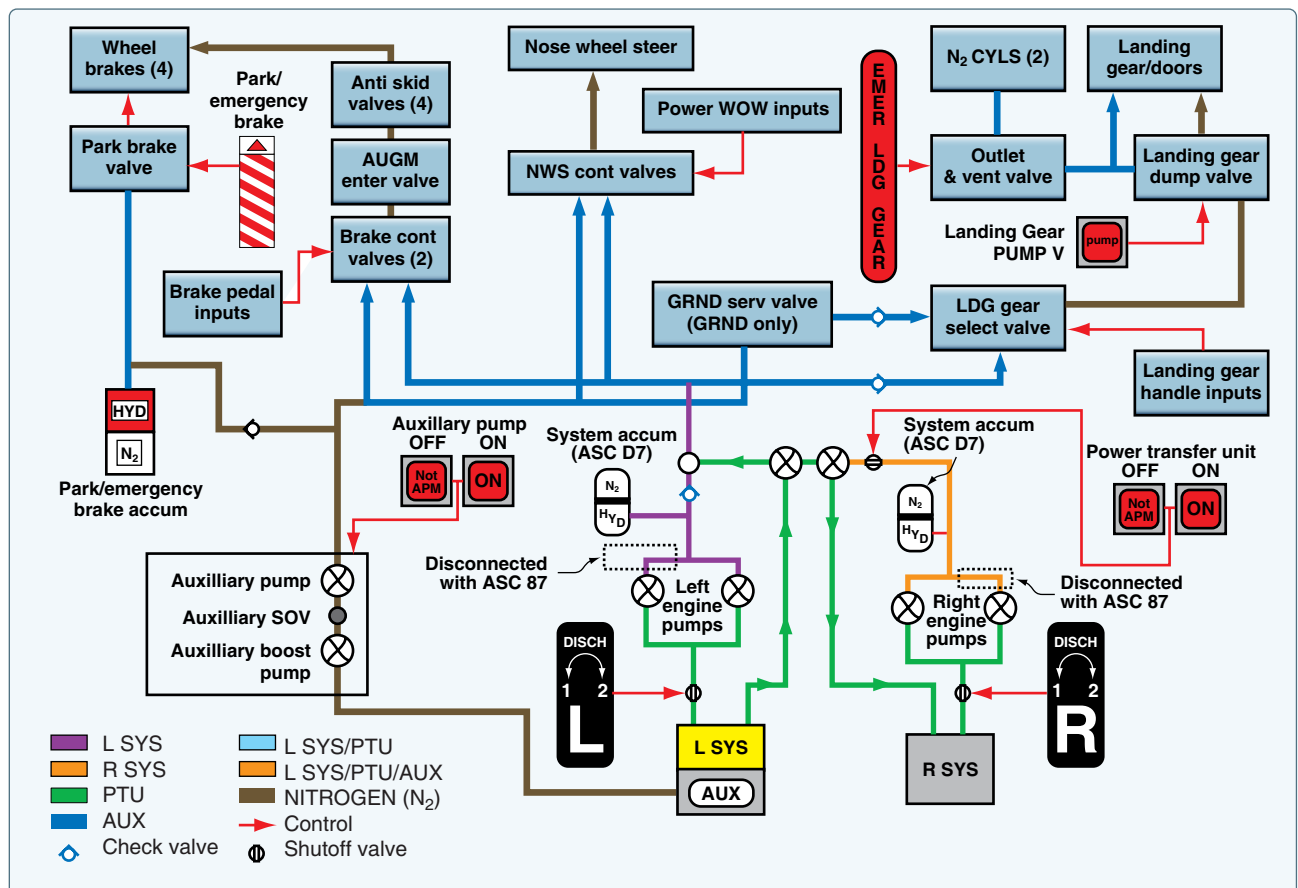 Wheel
brakes (4)
Park/
emergency
brake
Anti skid
valves (4)
Nose wheel steer
Power WOW inputs
EMER LDG GEAR
N₂ CYLS (2)
Landing
gear/doors
Park brake
valve
AUGM
enter valve
NWS cont valves
Outlet
& vent valve
Landing gear
dump valve
Brake cont
valves (2)
Landing Gear
PUMP V
pump
Brake pedal
inputs
GRND serv valve
(GRND only)
LDG gear
select valve
Landing gear
handle inputs
HYD
N₂
Park/emergency
brake accum
Auxillary pump
OFF
ON
Not
APM
ON
System accum
(ASC D7)
N₂
HYD
System accum
(ASC D7)
N₂
HYD
Power transfer unit
OFF
ON
Not
APM
ON
Disconnected
with ASC 87
Disconnected
with ASC 87
Auxilliary pump
Auxilliary SOV
Auxilliary boost
pump
Left
engine
pumps
Right
engine
pumps
DISCH
1 2
L
DISCH
1 2
R
L SYS
AUX
R SYS
L SYS
R SYS
PTU
AUX
Check valve
L SYS/PTU
L SYS/PTU/AUX
NITROGEN (N₂)
Control
Shutoff valve